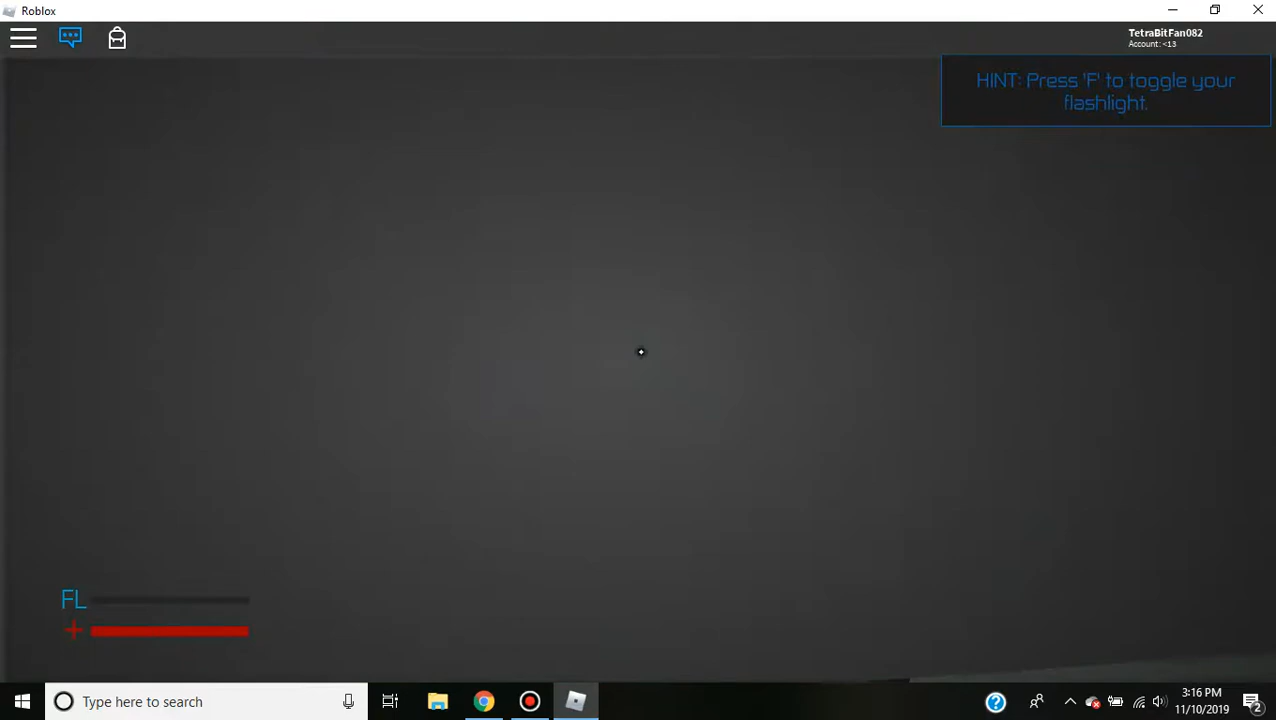 Roblox
TetraBitFan082
Account: <13
HINT: Press 'F' to toggle your
flashlight.
FL
Type here to search
3:16 PM
11/10/2019
2